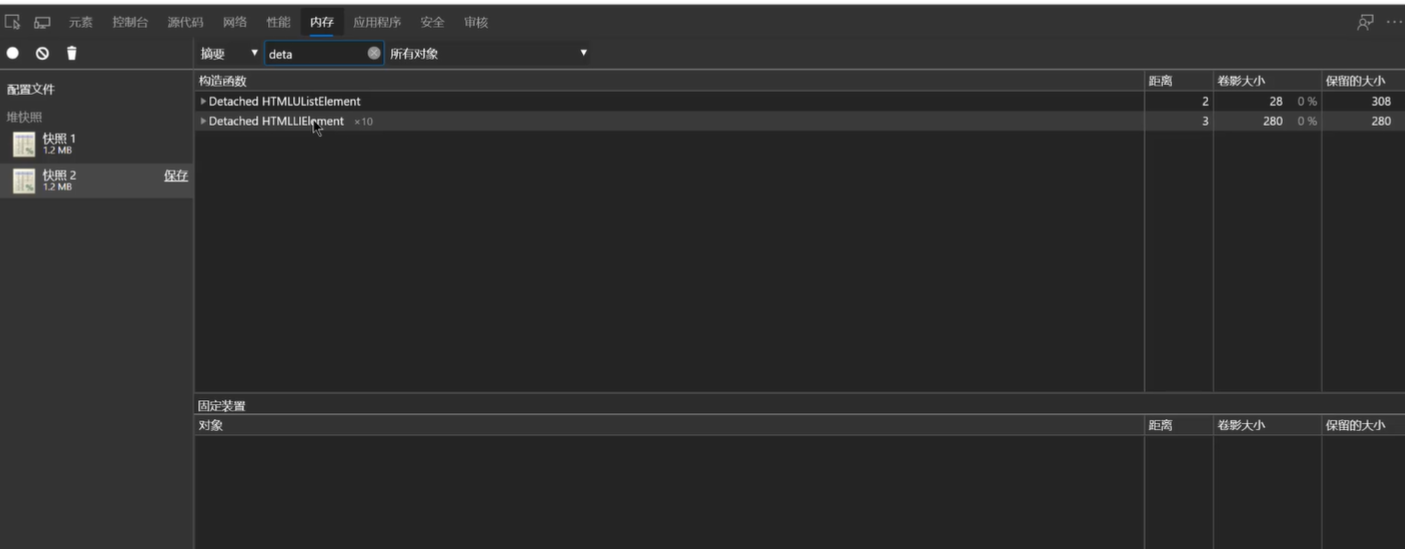 元素 控制台 源代码 网络 性能 内存 应用程序 安全 审核
摘要 deta 所有对象
配置文件
堆快照
快照 1
1.2 MB
快照 2 保存
1.2 MB
构造函数 距离 卷影大小 保留的大小
Detached HTMLUListElement 2 28 0 % 308
Detached HTMLLIElement ×10 3 280 0 % 280
固定装置
对象 距离 卷影大小 保留的大小